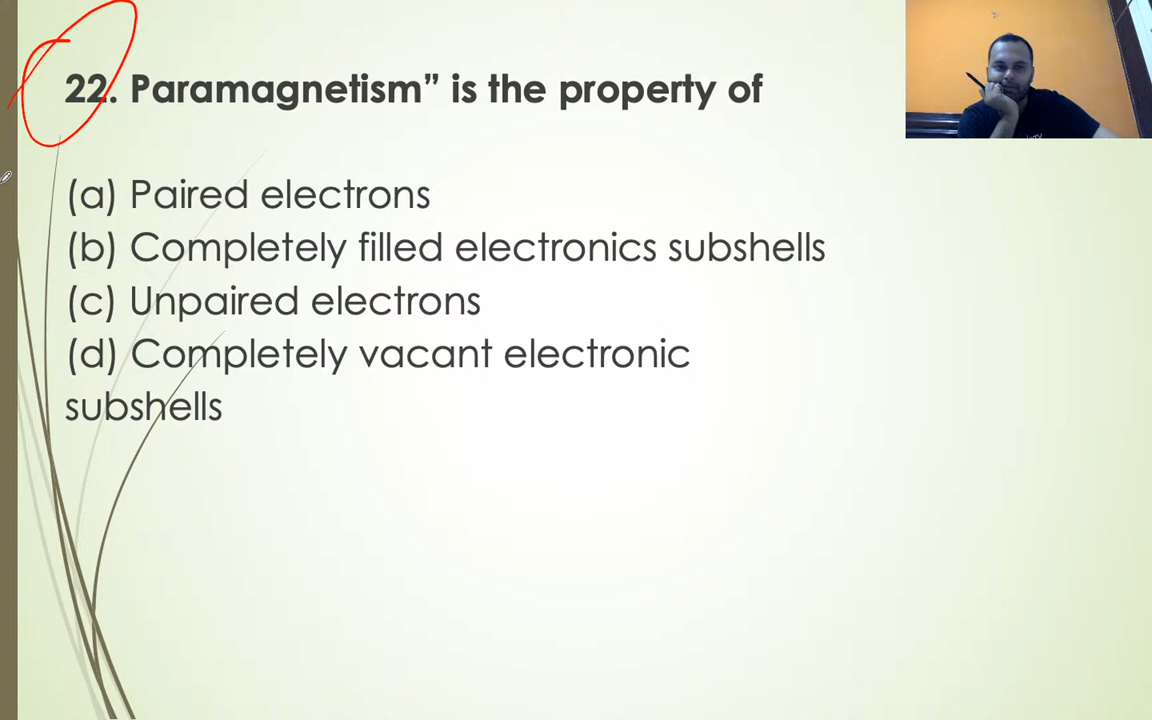 22. Paramagnetism” is the property of
(a) Paired electrons
(b) Completely filled electronics subshells
(c) Unpaired electrons
(d) Completely vacant electronic
subshells